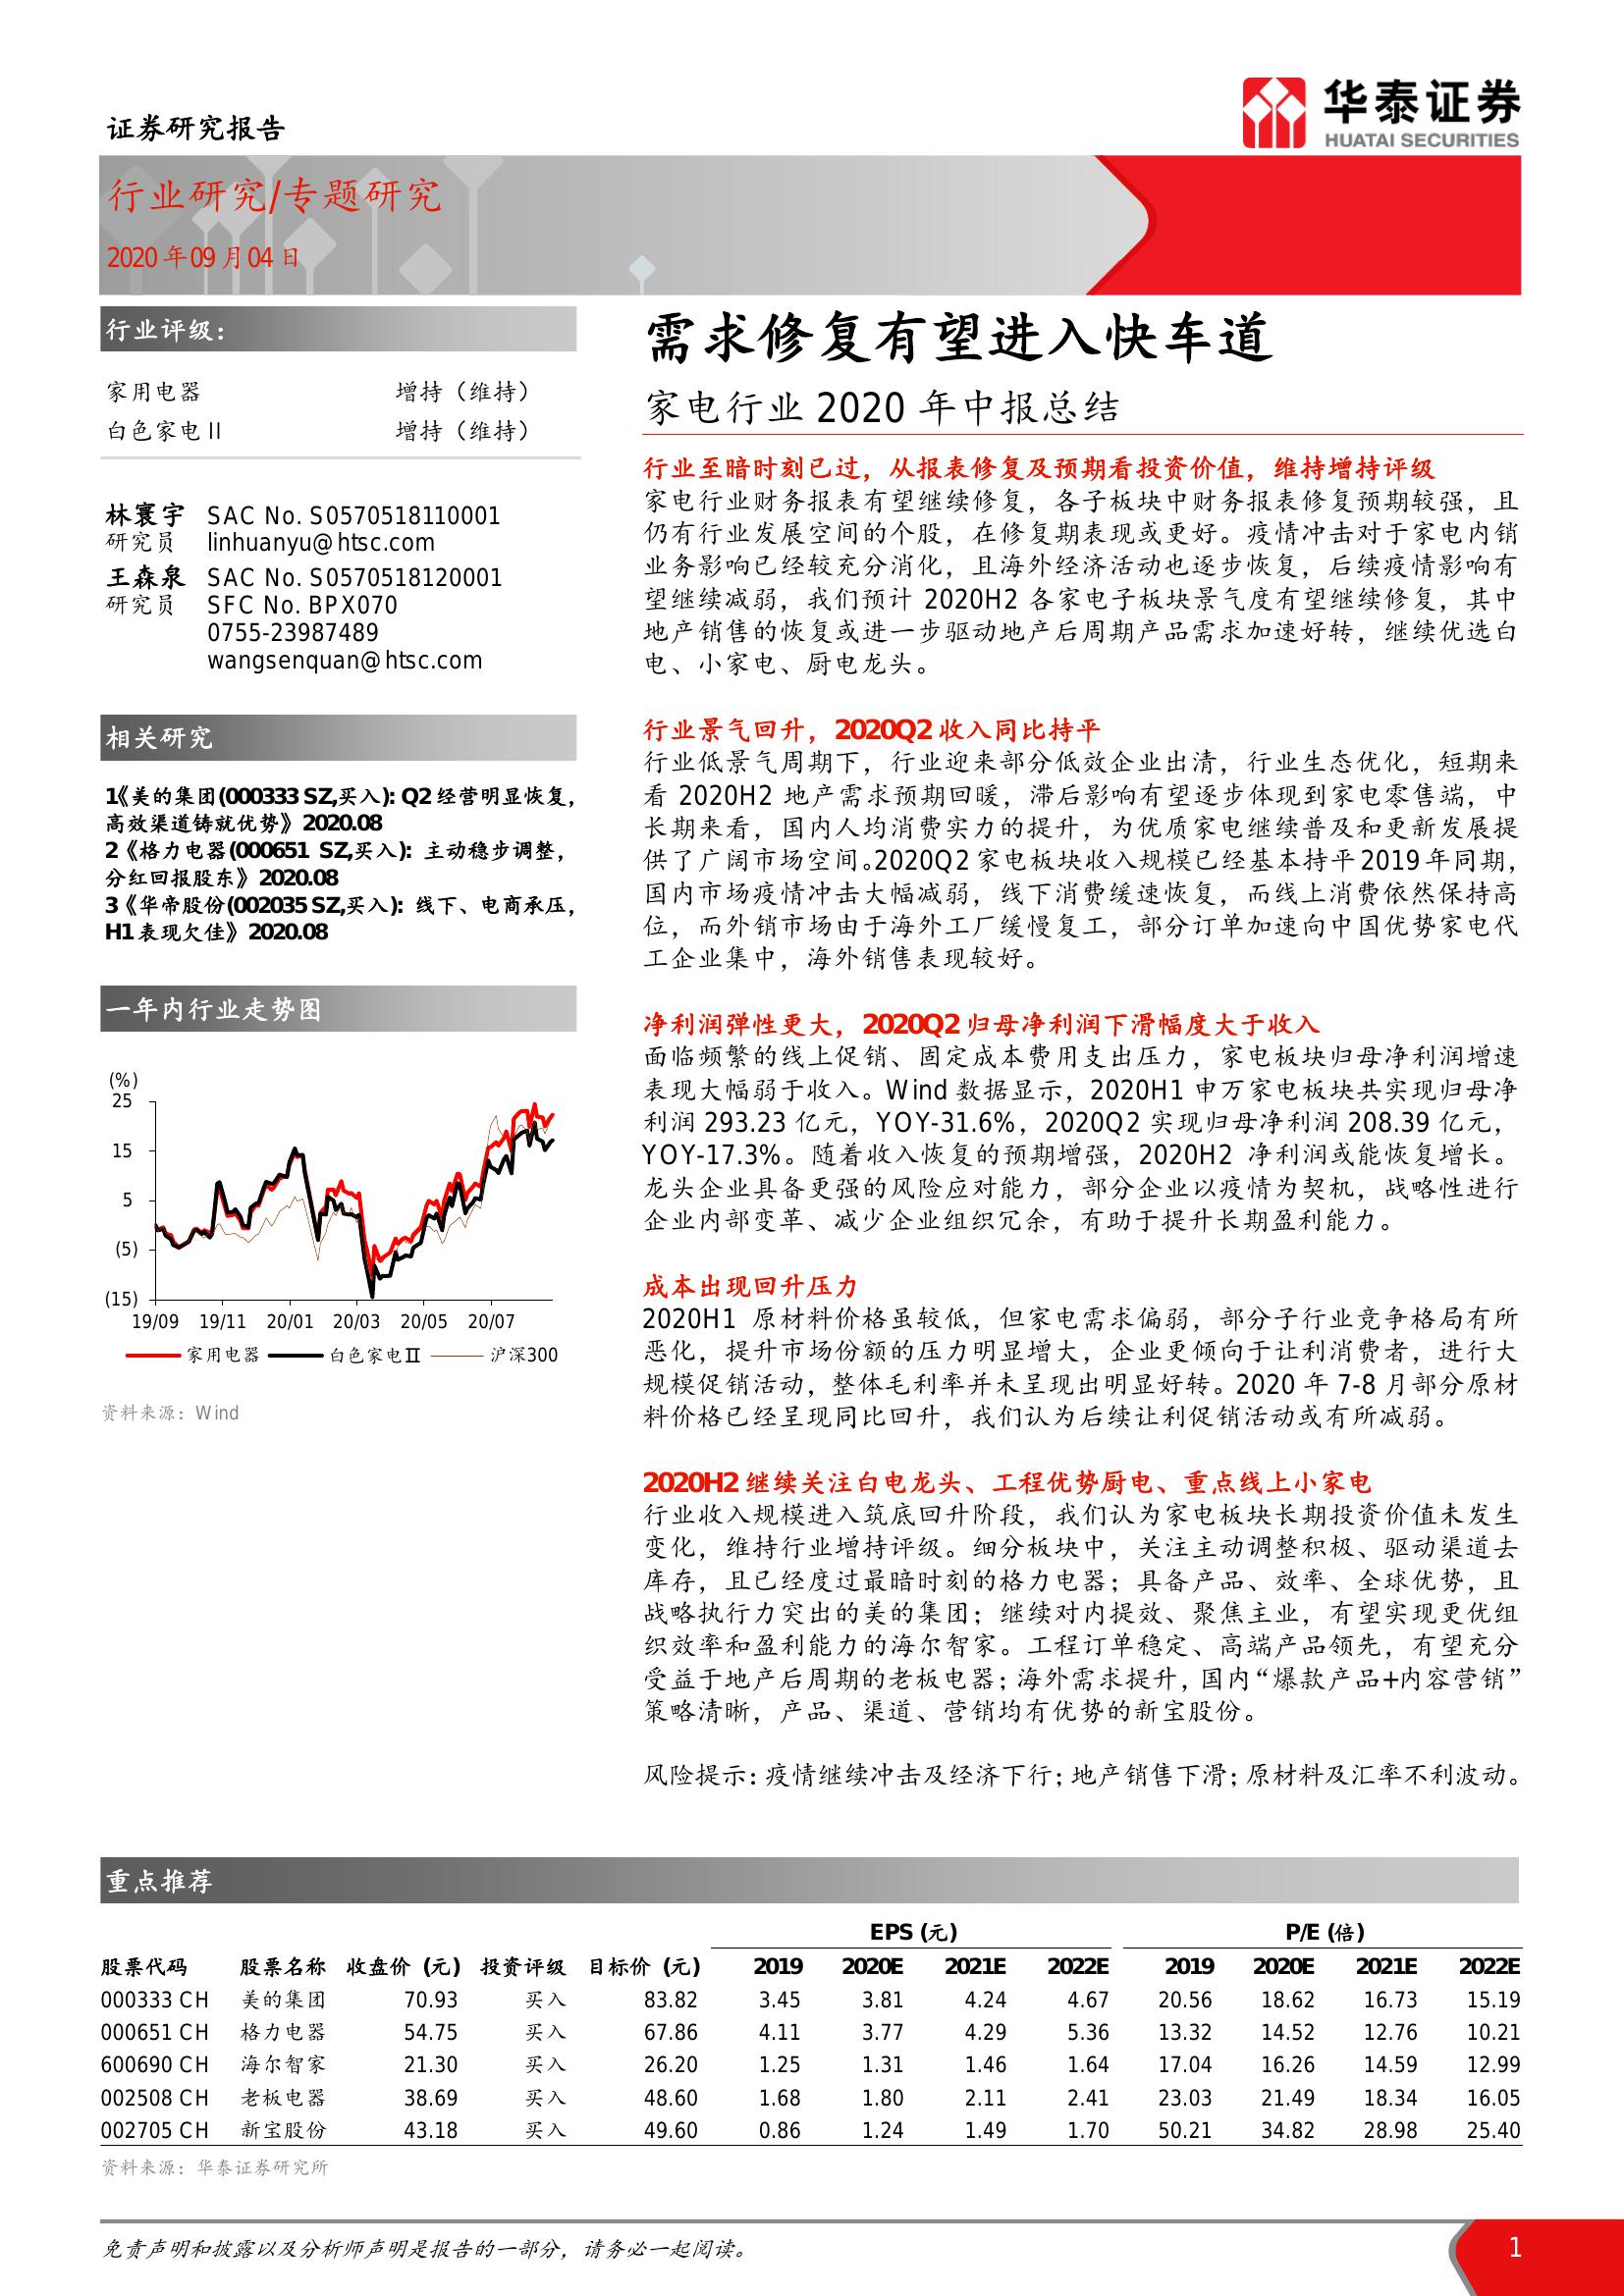 证券研究报告
华泰证券
HUATAI SECURITIES
行业研究/专题研究
2020年09月04日
行业评级：
家用电器 增持（维持）
白色家电II 增持（维持）
林寰宇 SAC No. S0570518110001
研究员 linhuanyu@htsc.com
王森泉 SAC No. S0570518120001
研究员 SFC No. BPX070
0755-23987489
wangsenquan@htsc.com
相关研究
1《美的集团(000333 SZ,买入): Q2经营明显恢复，
高效渠道铸就优势》2020.08
2《格力电器(000651 SZ,买入): 主动稳步调整，
分红回报股东》2020.08
3《华帝股份(002035 SZ,买入): 线下、电商承压，
H1表现欠佳》2020.08
一年内行业走势图
(%)
25
15
5
(5)
(15)
19/09 19/11 20/01 20/03 20/05 20/07
家用电器 白色家电Ⅱ 沪深300
资料来源：Wind
需求修复有望进入快车道
家电行业 2020 年中报总结
行业至暗时刻已过，从报表修复及预期看投资价值，维持增持评级
家电行业财务报表有望继续修复，各子板块中财务报表修复预期较强，且
仍有行业发展空间的个股，在修复期表现或更好。疫情冲击对于家电内销
业务影响已经较充分消化，且海外经济活动也逐步恢复，后续疫情影响有
望继续减弱，我们预计 2020H2 各家电子板块景气度有望继续修复，其中
地产销售的恢复或进一步驱动地产后周期产品需求加速好转，继续优选白
电、小家电、厨电龙头。
行业景气回升，2020Q2收入同比持平
行业低景气周期下，行业迎来部分低效企业出清，行业生态优化，短期来
看 2020H2 地产需求预期回暖，滞后影响有望逐步体现到家电零售端，中
长期来看，国内人均消费实力的提升，为优质家电继续普及和更新发展提
供了广阔市场空间。2020Q2家电板块收入规模已经基本持平2019年同期，
国内市场疫情冲击大幅减弱，线下消费缓速恢复，而线上消费依然保持高
位，而外销市场由于海外工厂缓慢复工，部分订单加速向中国优势家电代
工企业集中，海外销售表现较好。
净利润弹性更大，2020Q2归母净利润下滑幅度大于收入
面临频繁的线上促销、固定成本费用支出压力，家电板块归母净利润增速
表现大幅弱于收入。Wind 数据显示，2020H1 申万家电板块共实现归母净
利润 293.23 亿元，YOY-31.6%，2020Q2 实现归母净利润 208.39 亿元，
YOY-17.3%。随着收入恢复的预期增强，2020H2 净利润或能恢复增长。
龙头企业具备更强的风险应对能力，部分企业以疫情为契机，战略性进行
企业内部变革、减少企业组织冗余，有助于提升长期盈利能力。
成本出现回升压力
2020H1 原材料价格虽较低，但家电需求偏弱，部分子行业竞争格局有所
恶化，提升市场份额的压力明显增大，企业更倾向于让利消费者，进行大
规模促销活动，整体毛利率并未呈现出明显好转。2020 年 7-8 月部分原材
料价格已经呈现同比回升，我们认为后续让利促销活动或有所减弱。
2020H2继续关注白电龙头、工程优势厨电、重点线上小家电
行业收入规模进入筑底回升阶段，我们认为家电板块长期投资价值未发生
变化，维持行业增持评级。细分板块中，关注主动调整积极、驱动渠道去
库存，且已经度过最暗时刻的格力电器；具备产品、效率、全球优势，且
战略执行力突出的美的集团；继续对内提效、聚焦主业，有望实现更优组
织效率和盈利能力的海尔智家。工程订单稳定、高端产品领先，有望充分
受益于地产后周期的老板电器；海外需求提升，国内“爆款产品+内容营销”
策略清晰，产品、渠道、营销均有优势的新宝股份。
风险提示：疫情继续冲击及经济下行；地产销售下滑；原材料及汇率不利波动。
重点推荐
EPS (元) P/E (倍)
股票代码 股票名称 收盘价 (元) 投资评级 目标价 (元) 2019 2020E 2021E 2022E 2019 2020E 2021E 2022E
000333 CH 美的集团 70.93 买入 83.82 3.45 3.81 4.24 4.67 20.56 18.62 16.73 15.19
000651 CH 格力电器 54.75 买入 67.86 4.11 3.77 4.29 5.36 13.32 14.52 12.76 10.21
600690 CH 海尔智家 21.30 买入 26.20 1.25 1.31 1.46 1.64 17.04 16.26 14.59 12.99
002508 CH 老板电器 38.69 买入 48.60 1.68 1.80 2.11 2.41 23.03 21.49 18.34 16.05
002705 CH 新宝股份 43.18 买入 49.60 0.86 1.24 1.49 1.70 50.21 34.82 28.98 25.40
资料来源：华泰证券研究所
免责声明和披露以及分析师声明是报告的一部分，请务必一起阅读。 1